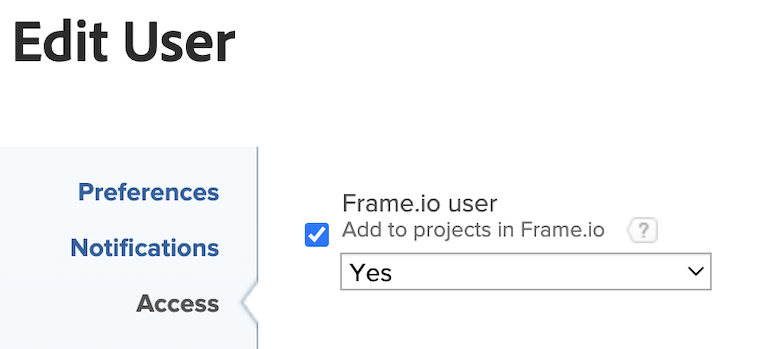 Edit User
Preferences
Notifications
Access
Frame.io user
Add to projects in Frame.io ?
Yes